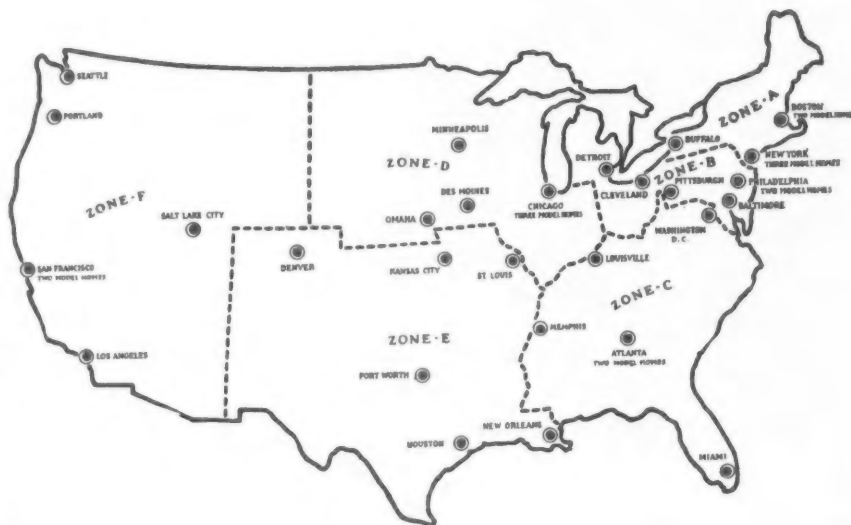 SEATTLE
PORTLAND
ZONE-F
SALT LAKE CITY
SAN FRANCISCO
TWO MODEL HOMES
LOS ANGELES
MINNEAPOLIS
ZONE-D
DES MOINES
OMAHA
DENVER
KANSAS CITY
ST. LOUIS
ZONE-E
FORT WORTH
HOUSTON
NEW ORLEANS
ZONE-A
BOSTON
TWO MODEL HOMES
BUFFALO
DETROIT
ZONE-B
CLEVELAND
PITTSBURGH
NEW YORK
THREE MODEL HOMES
PHILADELPHIA
TWO MODEL HOMES
BALTIMORE
CHICAGO
THREE MODEL HOMES
WASHINGTON
D.C.
LOUISVILLE
ZONE-C
MEMPHIS
ATLANTA
TWO MODEL HOMES
MIAMI